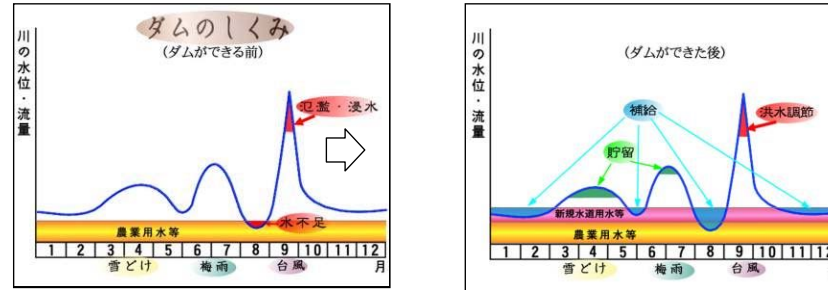 ダムのしくみ
(ダムができる前)
川の水位・流量
氾濫・浸水
水不足
農業用水等
1 2 3 4 5 6 7 8 9 10 11 12
月
雪どけ 梅雨 台風
(ダムができた後)
川の水位・流量
補給
洪水調節
貯留
新規水道用水等
農業用水等
1 2 3 4 5 6 7 8 9 10 11 12
雪どけ 梅雨 台風